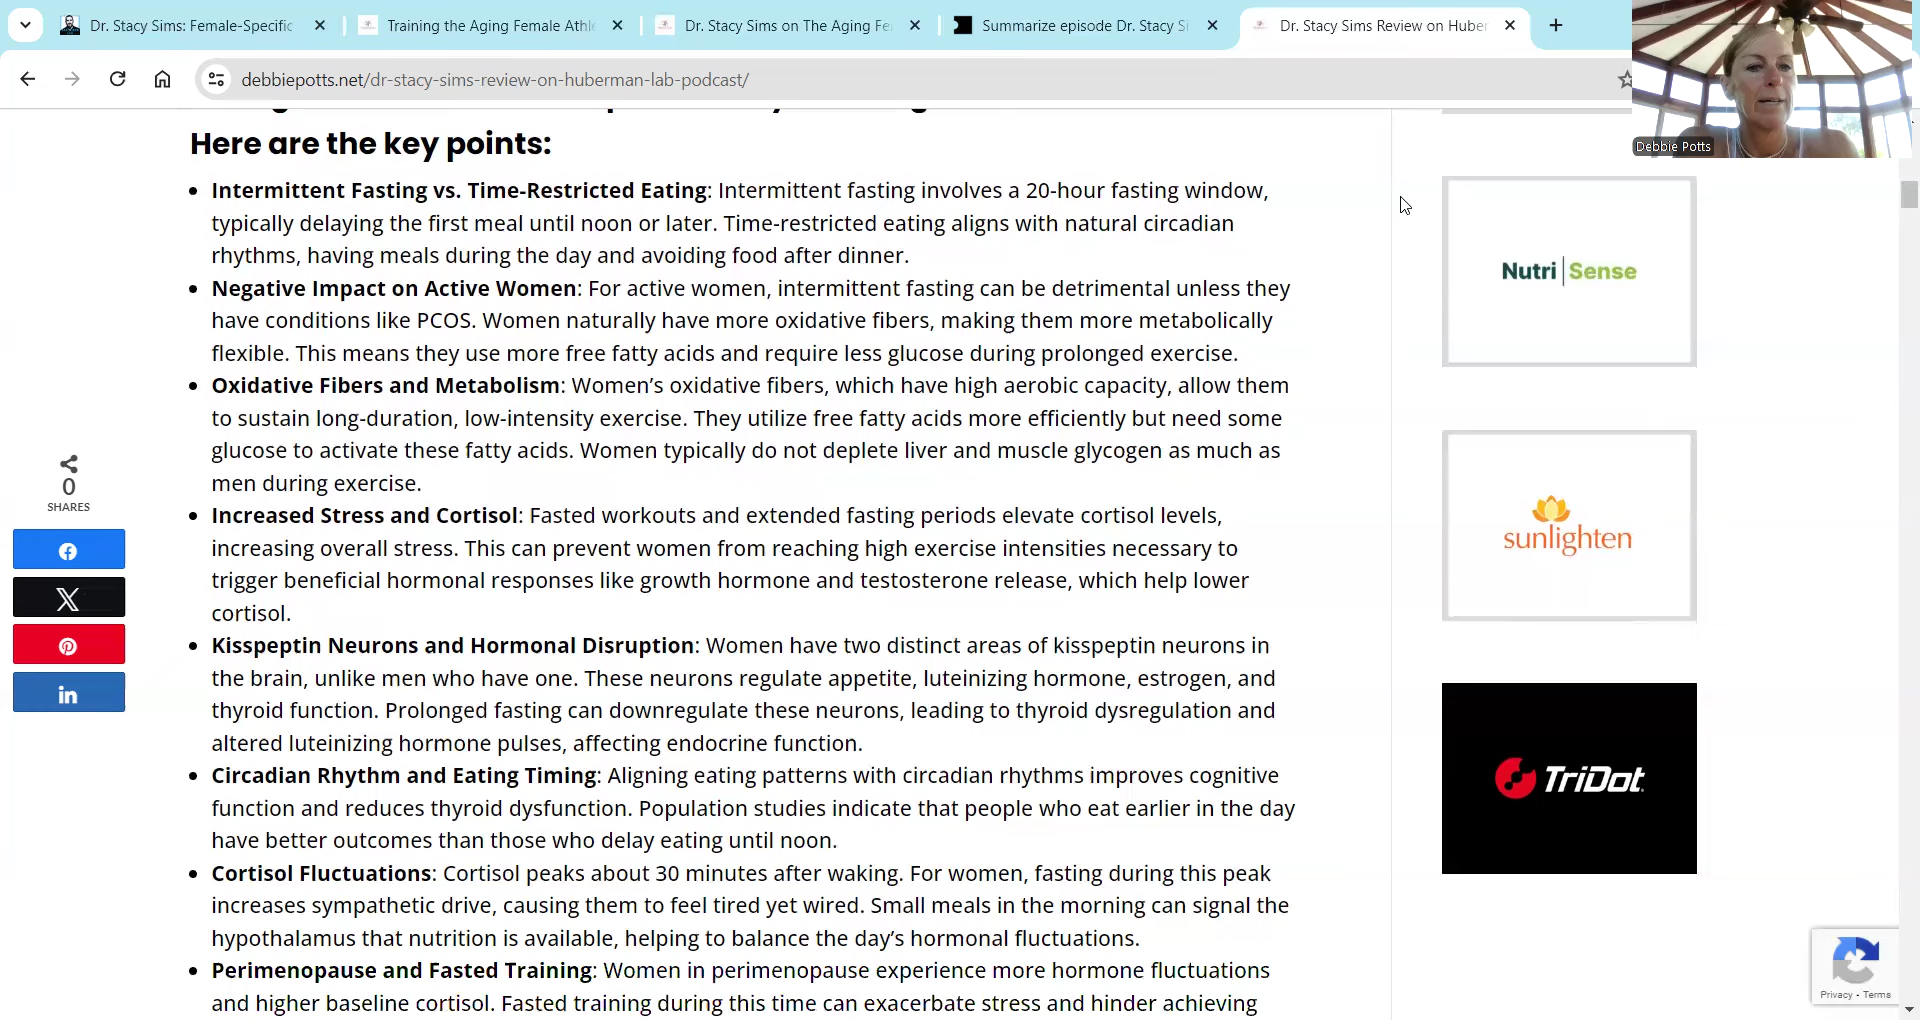 Dr. Stacy Sims: Female-Specific
Training the Aging Female Athle
Dr. Stacy Sims on The Aging Fe
Summarize episode Dr. Stacy Si
Dr. Stacy Sims Review on Huber
debbiepotts.net/dr-stacy-sims-review-on-huberman-lab-podcast/
Debbie Potts
Here are the key points:
Intermittent Fasting vs. Time-Restricted Eating: Intermittent fasting involves a 20-hour fasting window,
typically delaying the first meal until noon or later. Time-restricted eating aligns with natural circadian
rhythms, having meals during the day and avoiding food after dinner.
Negative Impact on Active Women: For active women, intermittent fasting can be detrimental unless they
have conditions like PCOS. Women naturally have more oxidative fibers, making them more metabolically
flexible. This means they use more free fatty acids and require less glucose during prolonged exercise.
Oxidative Fibers and Metabolism: Women’s oxidative fibers, which have high aerobic capacity, allow them
to sustain long-duration, low-intensity exercise. They utilize free fatty acids more efficiently but need some
glucose to activate these fatty acids. Women typically do not deplete liver and muscle glycogen as much as
men during exercise.
Increased Stress and Cortisol: Fasted workouts and extended fasting periods elevate cortisol levels,
increasing overall stress. This can prevent women from reaching high exercise intensities necessary to
trigger beneficial hormonal responses like growth hormone and testosterone release, which help lower
cortisol.
Kisspeptin Neurons and Hormonal Disruption: Women have two distinct areas of kisspeptin neurons in
the brain, unlike men who have one. These neurons regulate appetite, luteinizing hormone, estrogen, and
thyroid function. Prolonged fasting can downregulate these neurons, leading to thyroid dysregulation and
altered luteinizing hormone pulses, affecting endocrine function.
Circadian Rhythm and Eating Timing: Aligning eating patterns with circadian rhythms improves cognitive
function and reduces thyroid dysfunction. Population studies indicate that people who eat earlier in the day
have better outcomes than those who delay eating until noon.
Cortisol Fluctuations: Cortisol peaks about 30 minutes after waking. For women, fasting during this peak
increases sympathetic drive, causing them to feel tired yet wired. Small meals in the morning can signal the
hypothalamus that nutrition is available, helping to balance the day’s hormonal fluctuations.
Perimenopause and Fasted Training: Women in perimenopause experience more hormone fluctuations
and higher baseline cortisol. Fasted training during this time can exacerbate stress and hinder achieving
0
SHARES
Nutri Sense
sunlighten
TriDot
Privacy - Terms